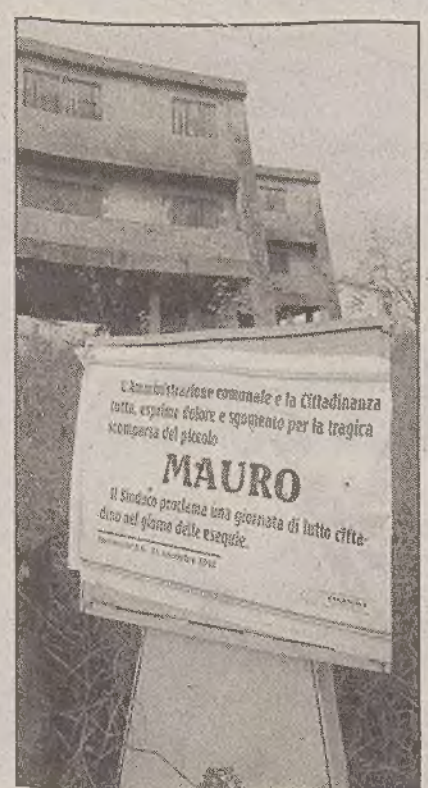 L'Amministrazione comunale e la Cittadinanza
tutta, esprime dolore e sgomento per la tragica
scomparsa del piccolo
MAURO
Il Sindaco proclama una giornata di lutto citta-
dino nel giorno delle esequie.